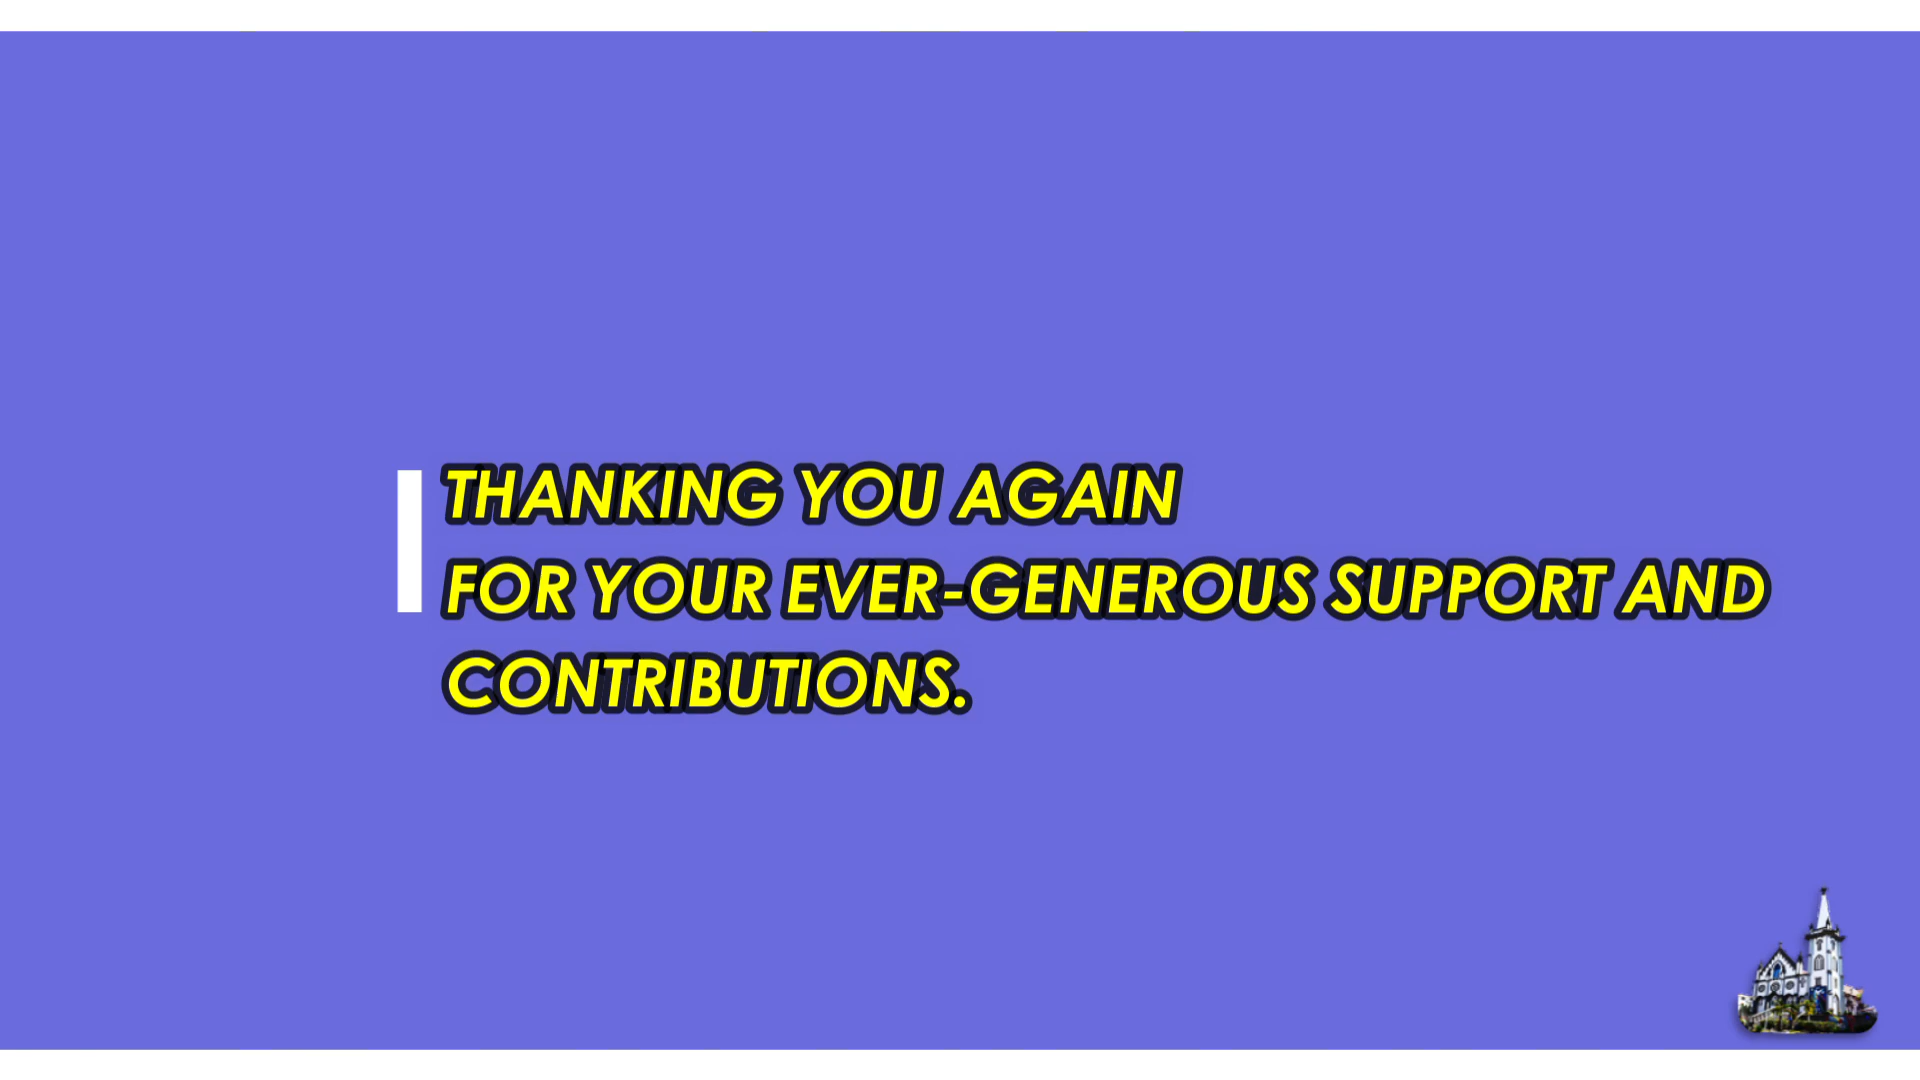 THANKING YOU AGAIN
FOR YOUR EVER-GENEROUS SUPPORT AND
CONTRIBUTIONS.